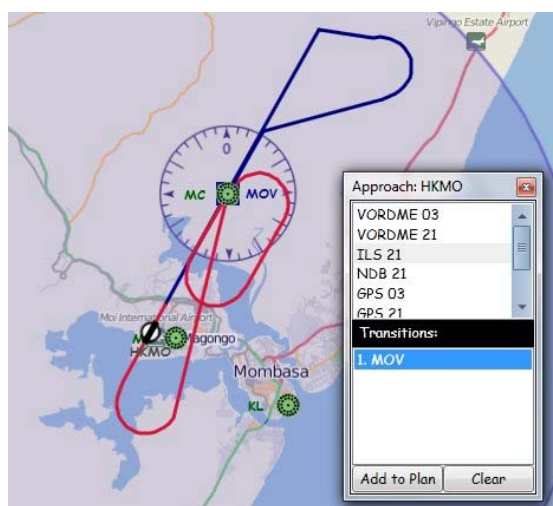 Vipingo Estate Airport
0
MC MOV
Moi International Airport
Magongo
HKMO
Mombasa
KL
Approach: HKMO
VORDME 03
VORDME 21
ILS 21
NDB 21
GPS 03
GPS 21
Transitions:
1. MOV
Add to Plan Clear